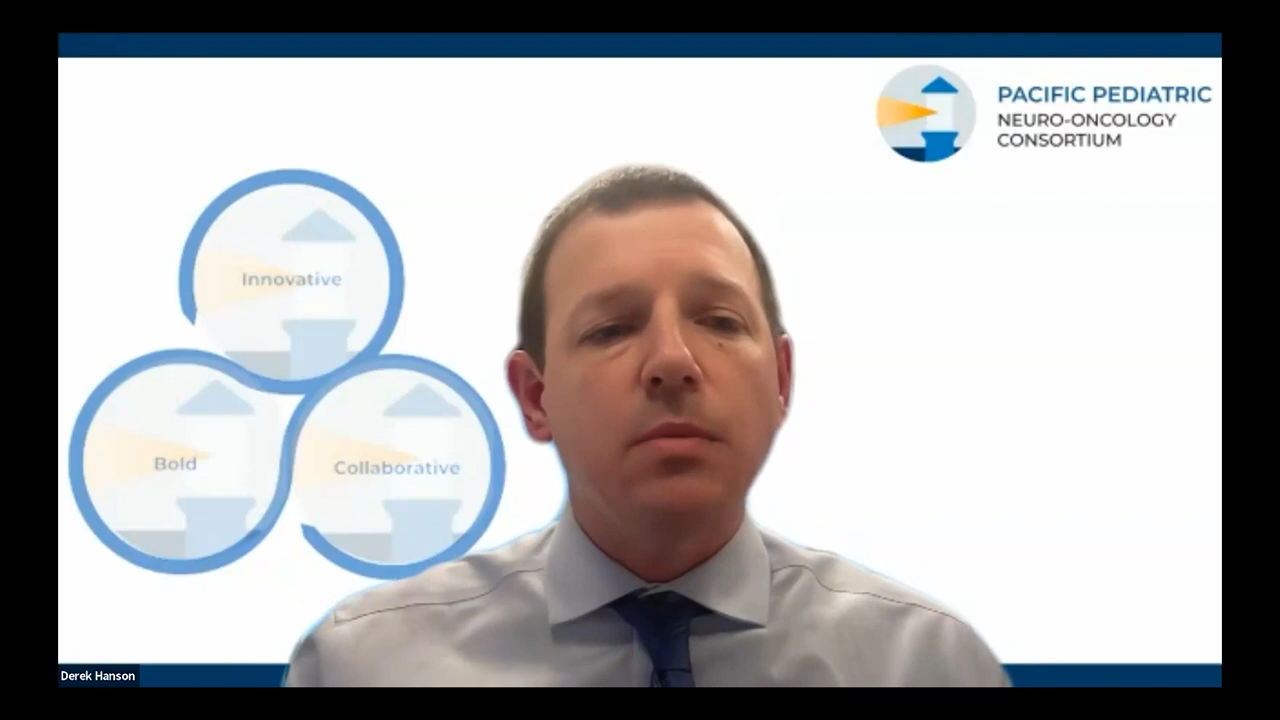 PACIFIC PEDIATRIC
NEURO-ONCOLOGY
CONSORTIUM
Innovative
Bold
Collaborative
Derek Hanson